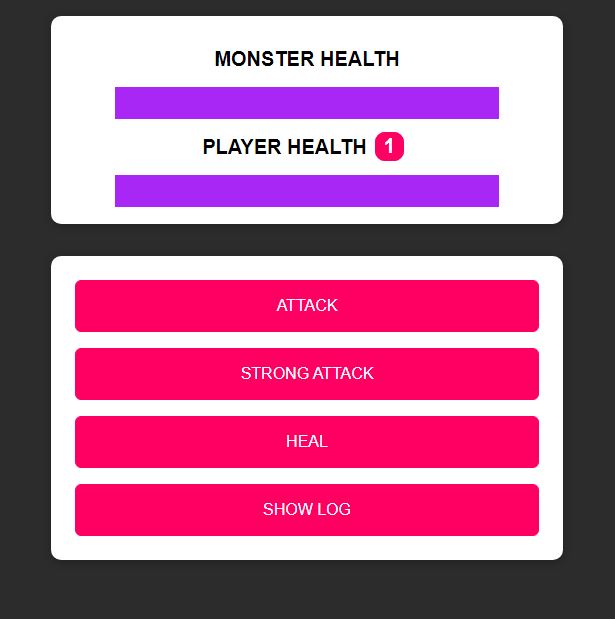 MONSTER HEALTH
PLAYER HEALTH 1
ATTACK
STRONG ATTACK
HEAL
SHOW LOG